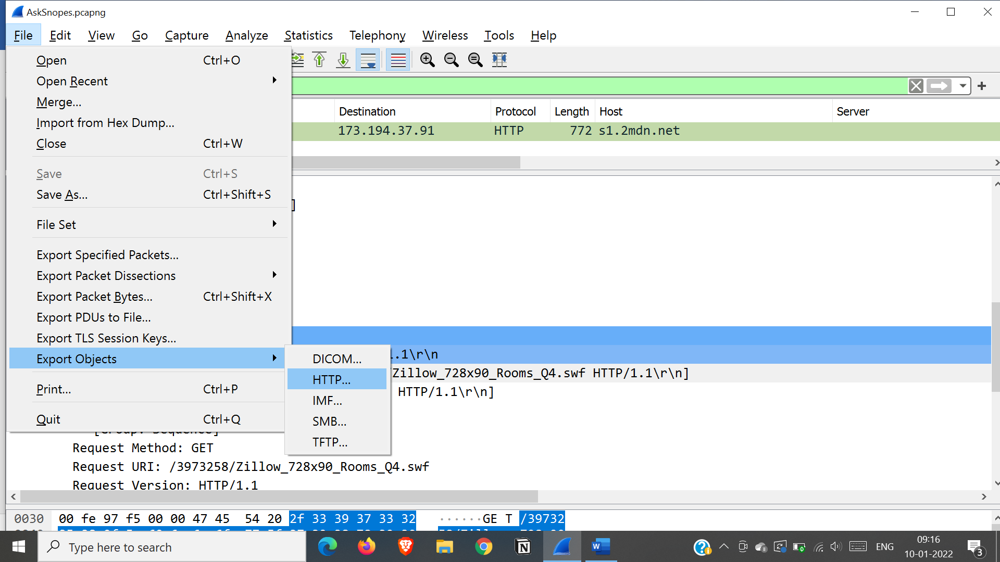 AskSnopes.pcapng
File Edit View Go Capture Analyze Statistics Telephony Wireless Tools Help
Open Ctrl+O
Open Recent
Merge...
Import from Hex Dump...
Close Ctrl+W
Save Ctrl+S
Save As... Ctrl+Shift+S
File Set
Export Specified Packets...
Export Packet Dissections
Export Packet Bytes... Ctrl+Shift+X
Export PDUs to File...
Export TLS Session Keys...
Export Objects
Print... Ctrl+P
Quit Ctrl+Q
DICOM...
HTTP...
IMF...
SMB...
TFTP...
Destination Protocol Length Host Server
173.194.37.91 HTTP 772 s1.2mdn.net
]
.1\r\n
Zillow_728x90_Rooms_Q4.swf HTTP/1.1\r\n]
HTTP/1.1\r\n]
Request Method: GET
Request URI: /3973258/Zillow_728x90_Rooms_Q4.swf
Request Version: HTTP/1.1
0030 00 fe 97 f5 00 00 47 45 54 20 2f 33 39 37 33 32 ······GE T /39732
Type here to search
ENG
09:16
10-01-2022
3